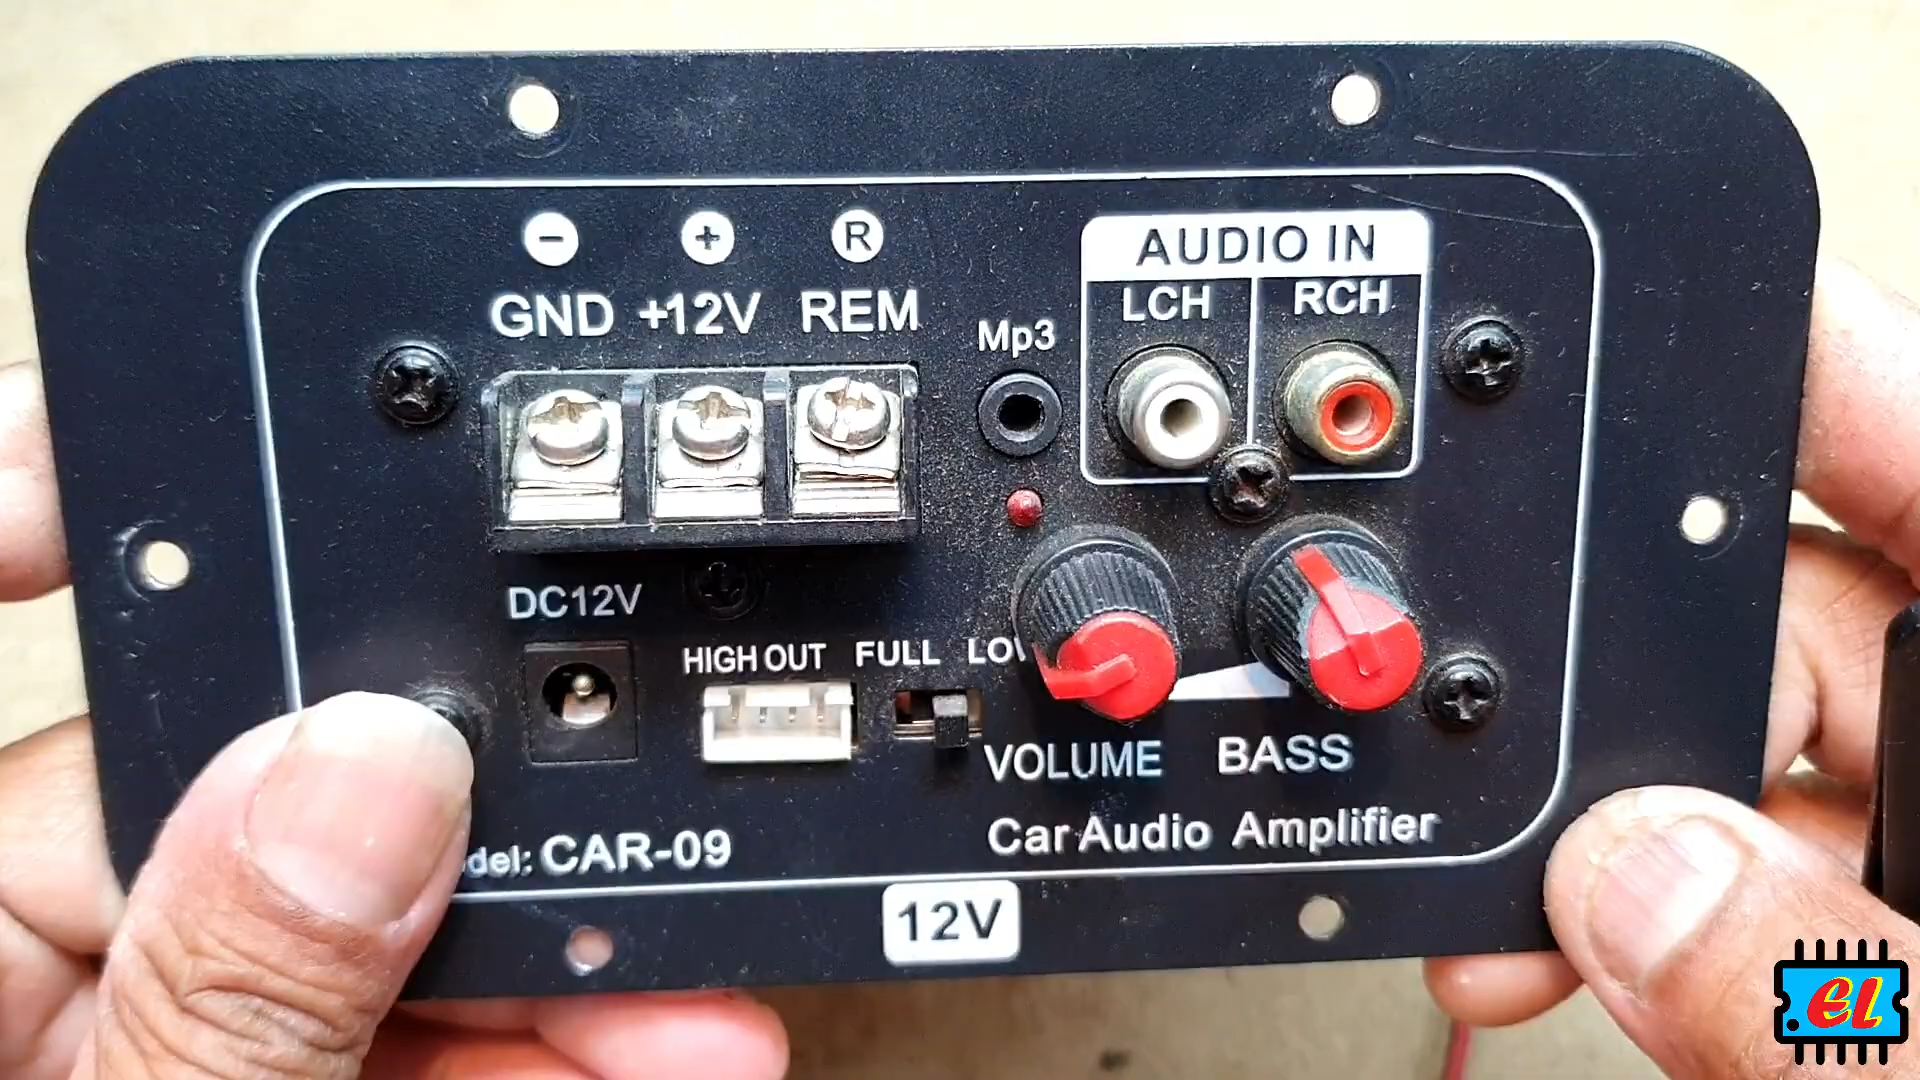 − + R
GND +12V REM
AUDIO IN
LCH RCH
Mp3
DC12V
HIGH OUT FULL
VOLUME BASS
CAR-09
Car Audio Amplifier
12V
EL